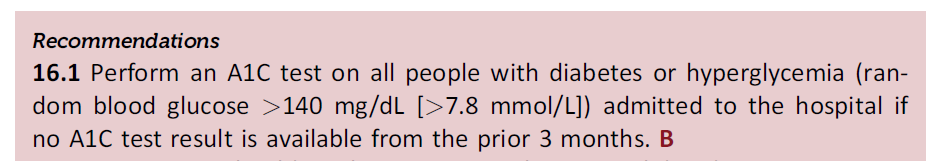 Recommendations
16.1 Perform an A1C test on all people with diabetes or hyperglycemia (ran-
dom blood glucose >140 mg/dL [>7.8 mmol/L]) admitted to the hospital if
no A1C test result is available from the prior 3 months. B